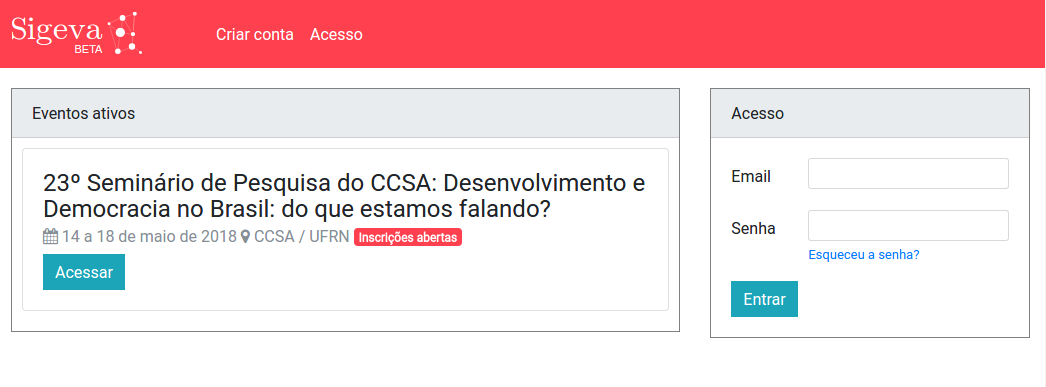 Sigeva
BETA
Criar conta Acesso
Eventos ativos
23º Seminário de Pesquisa do CCSA: Desenvolvimento e
Democracia no Brasil: do que estamos falando?
14 a 18 de maio de 2018 CCSA / UFRN Inscrições abertas
Acessar
Acesso
Email
Senha
Esqueceu a senha?
Entrar